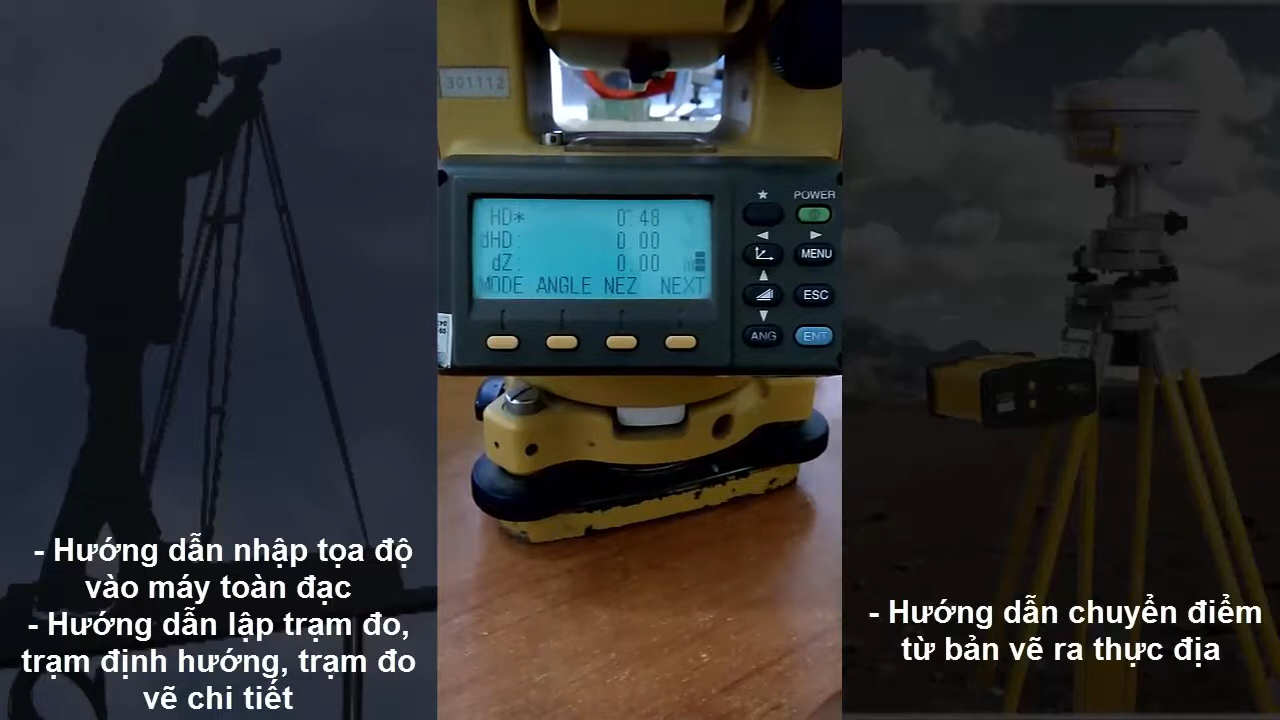 - Hướng dẫn nhập tọa độ
vào máy toàn đạc
- Hướng dẫn lập trạm đo,
trạm định hướng, trạm đo
vẽ chi tiết
301112
HD* 0.48
dHD: 0.00
dZ: 0.00 m
MODE ANGLE NEZ NEXT
★ POWER
◀ ▶
MENU
▲
ESC
▼
ANG ENT
- Hướng dẫn chuyển điểm
từ bản vẽ ra thực địa